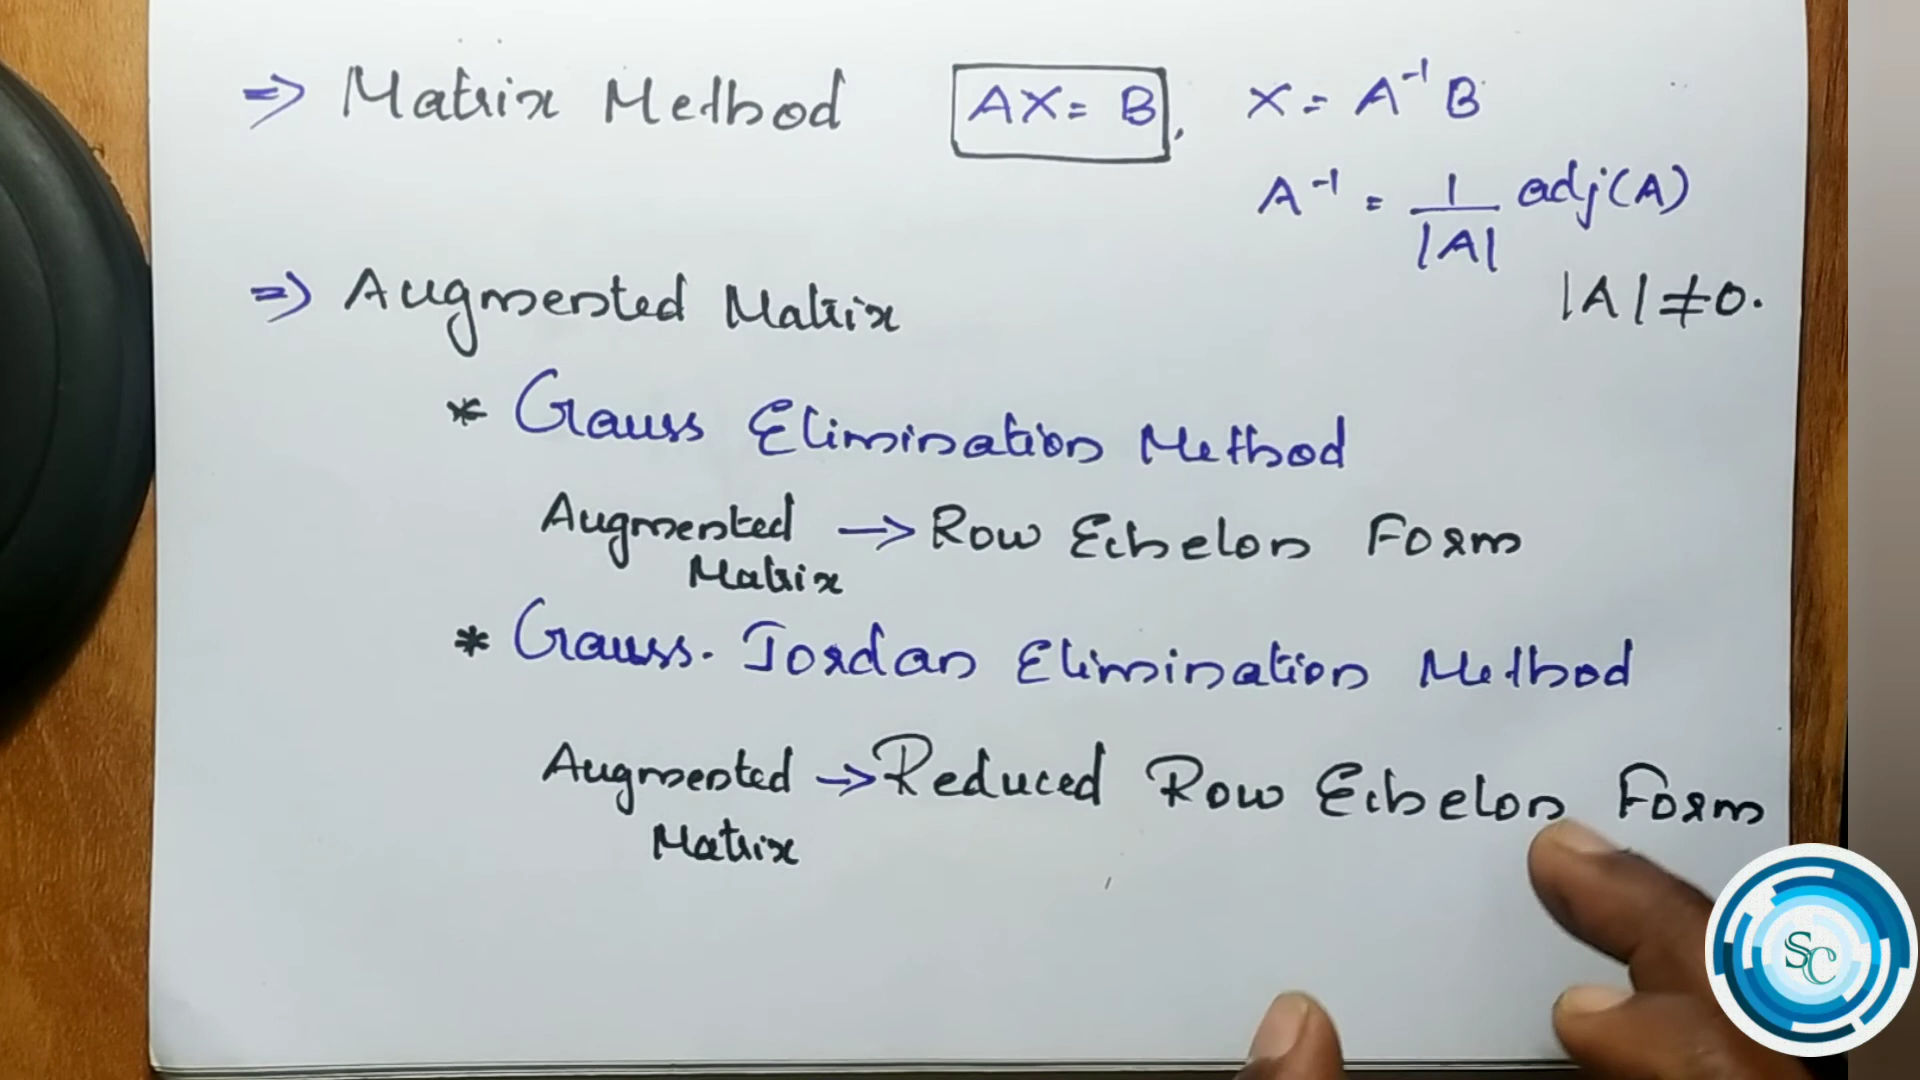 ⇒ Matrix Method AX = B, X = A⁻¹ B
A⁻¹ = 1/|A| adj(A)
|A| ≠ 0.
⇒ Augmented Matrix
* Gauss Elimination Method
Augmented Matrix → Row Echelon Form
* Gauss-Jordan Elimination Method
Augmented Matrix → Reduced Row Echelon Form
SC